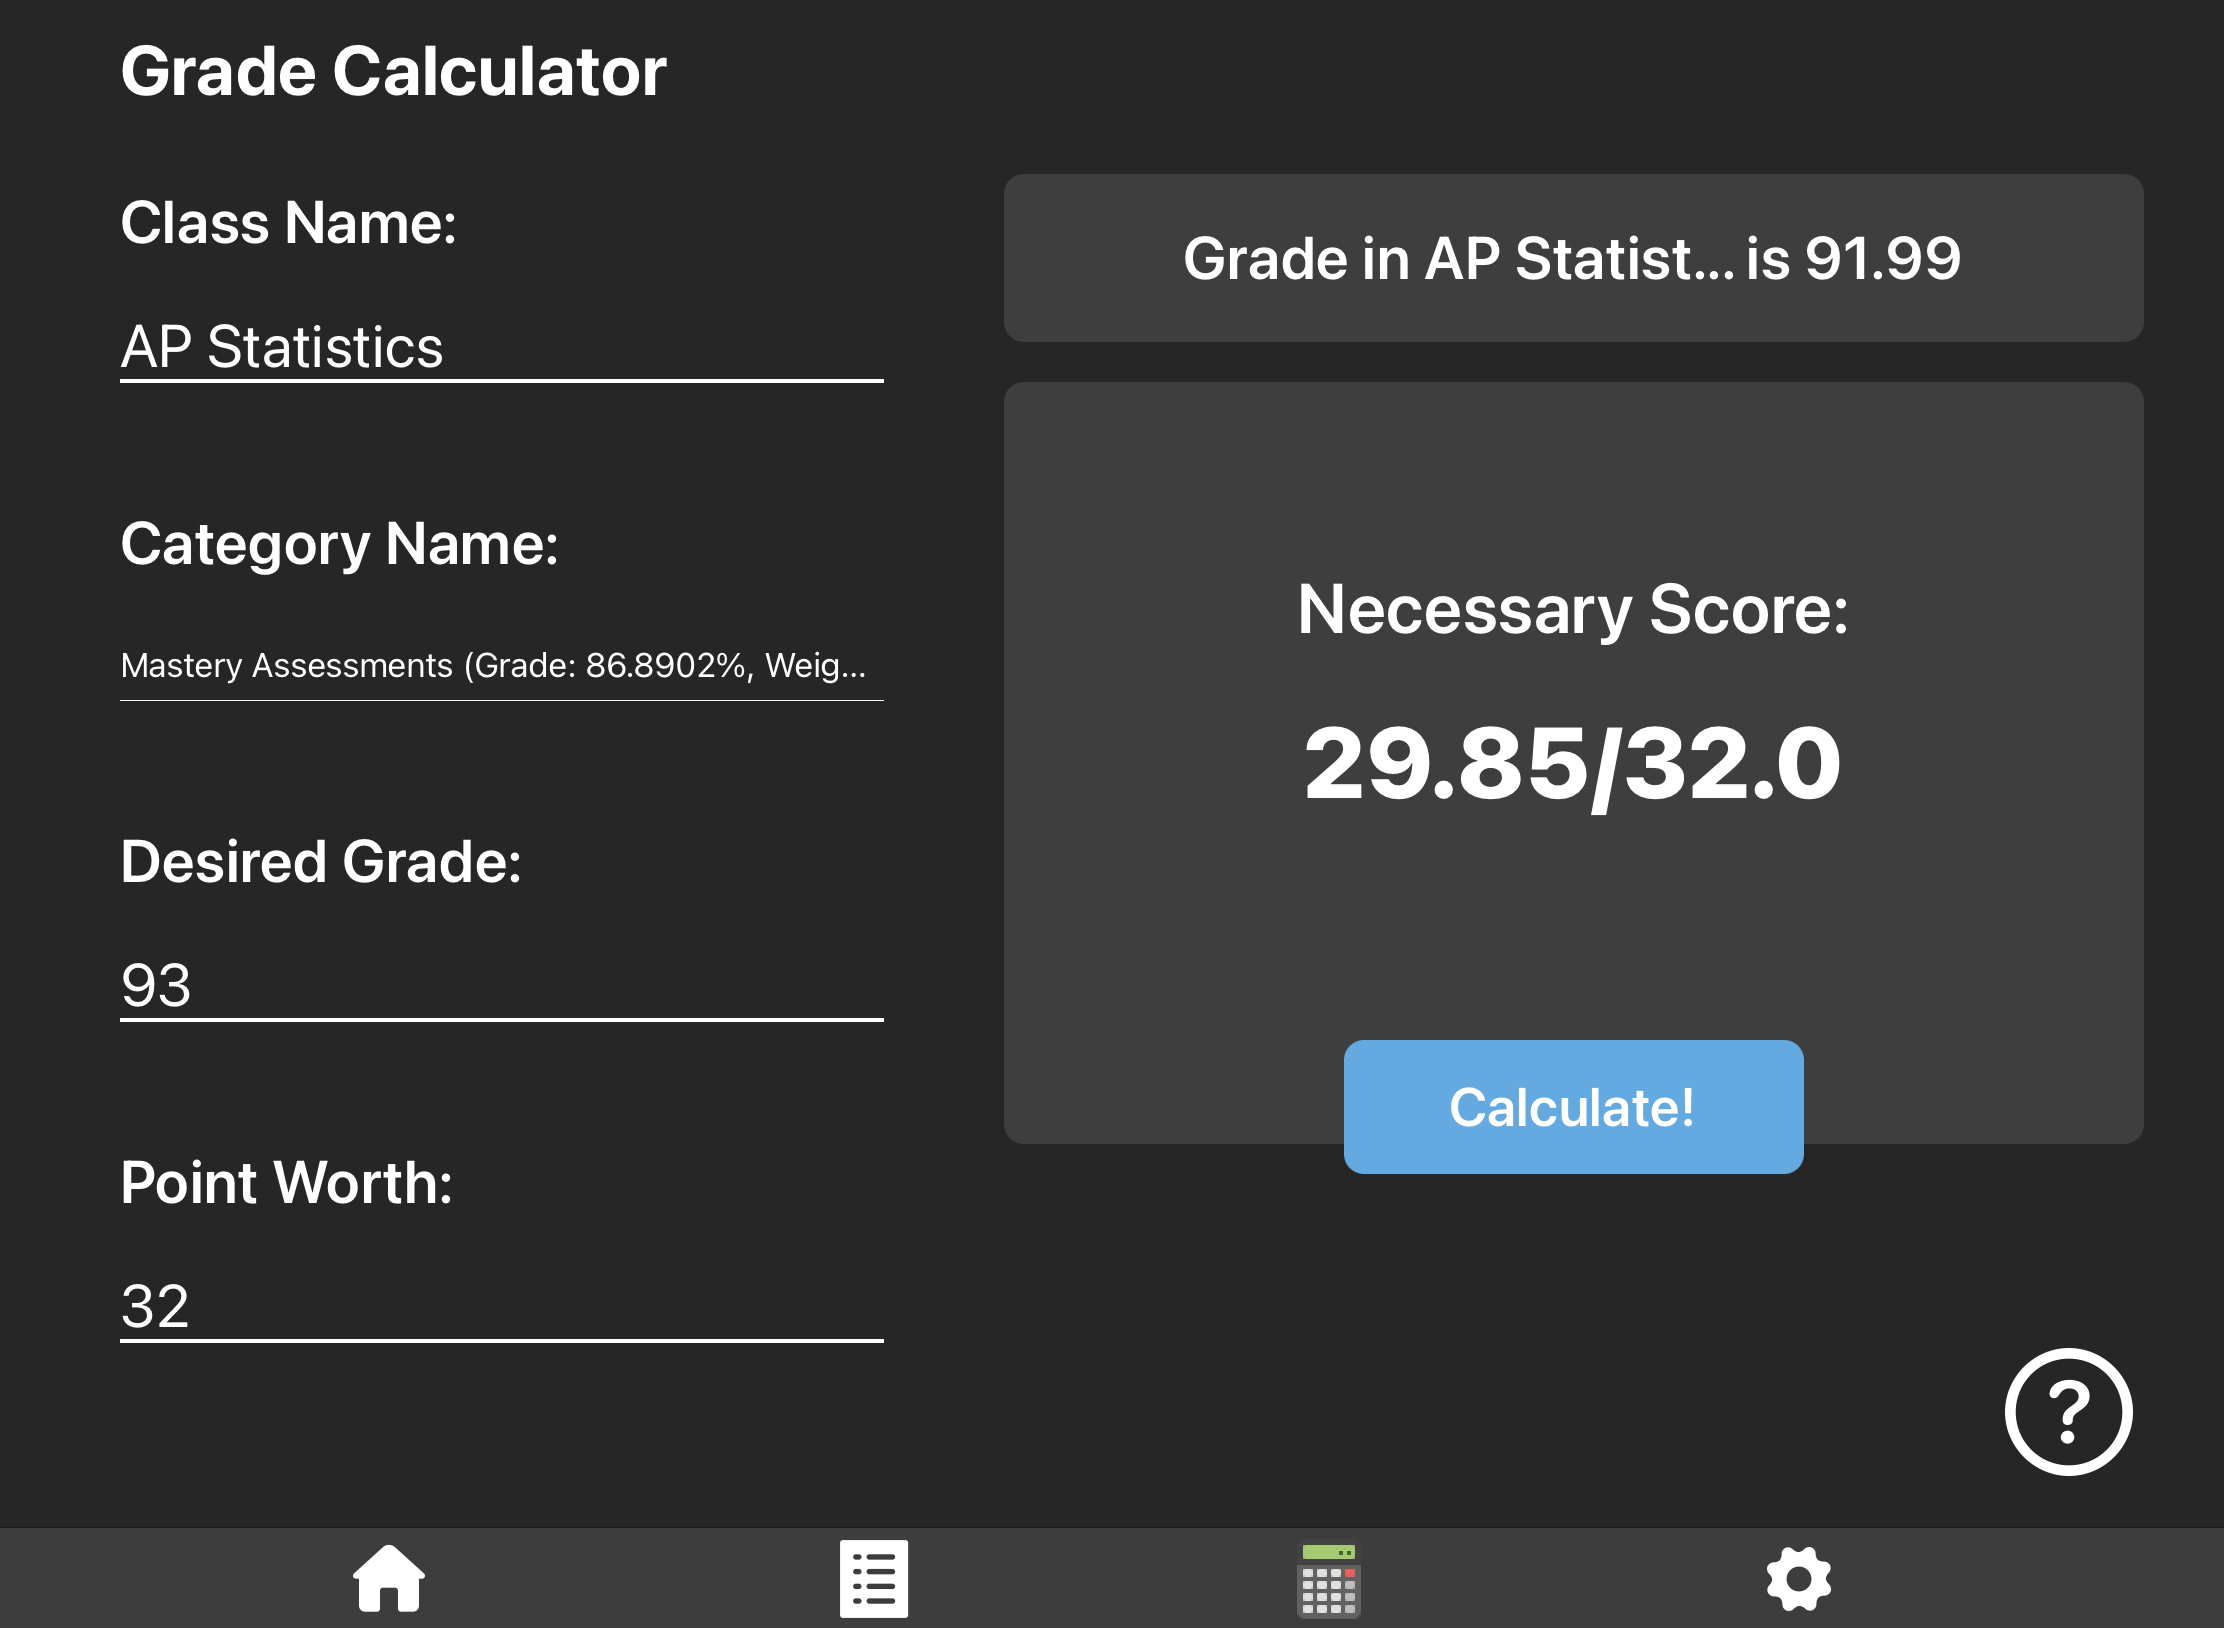 Grade Calculator
Class Name:
AP Statistics
Category Name:
Mastery Assessments (Grade: 86.8902%, Weig...
Desired Grade:
93
Point Worth:
32
Grade in AP Statist... is 91.99
Necessary Score:
29.85/32.0
Calculate!
?